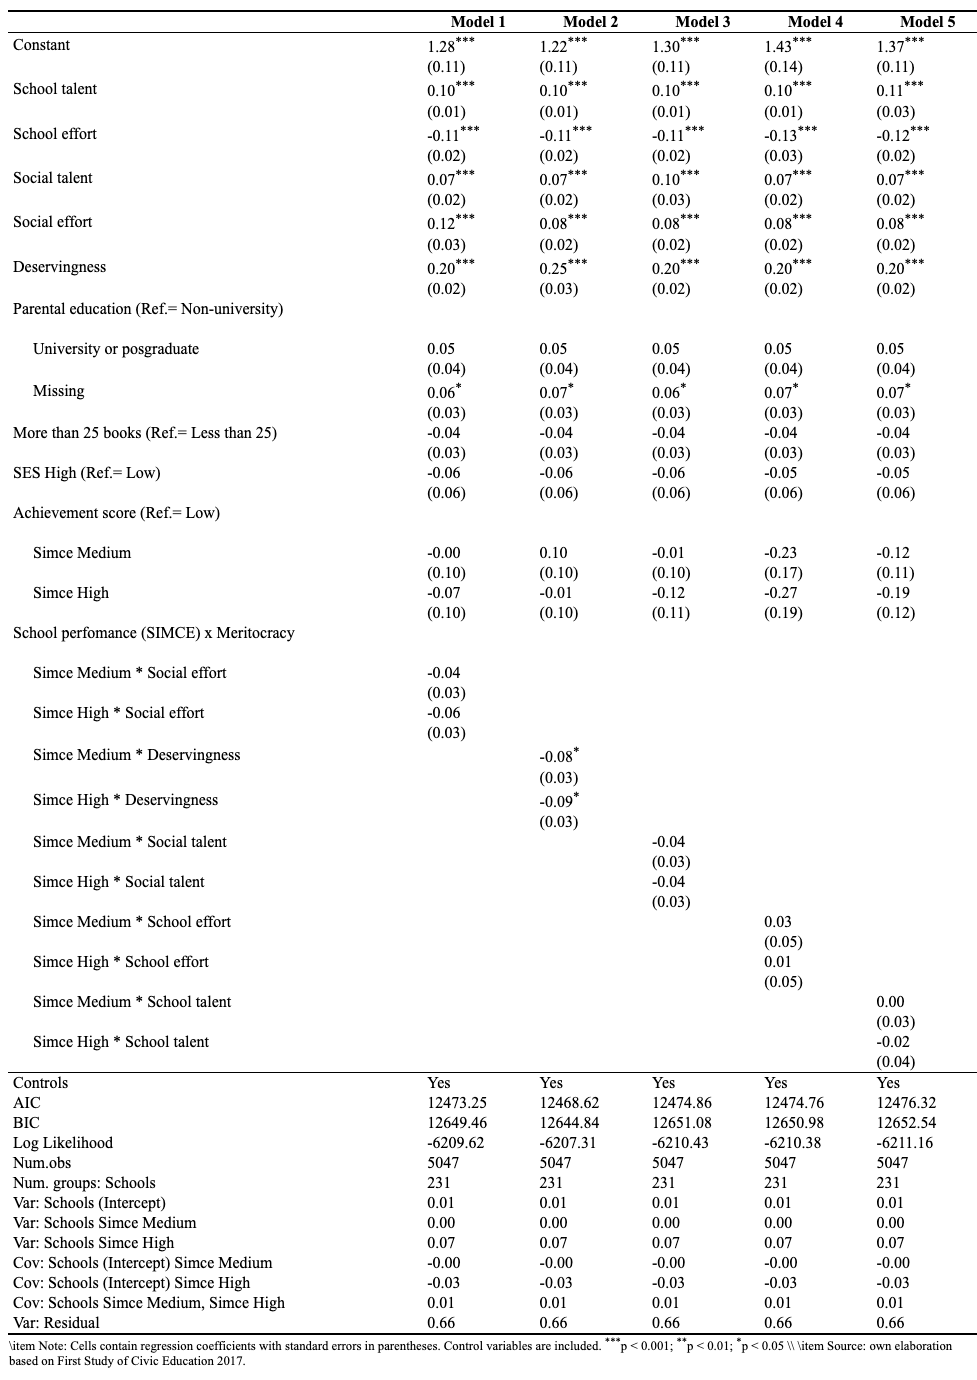 Model 1 Model 2 Model 3 Model 4 Model 5
Constant 1.28*** 1.22*** 1.30*** 1.43*** 1.37***
(0.11) (0.11) (0.11) (0.14) (0.11)
School talent 0.10*** 0.10*** 0.10*** 0.10*** 0.11***
(0.01) (0.01) (0.01) (0.01) (0.03)
School effort -0.11*** -0.11*** -0.11*** -0.13*** -0.12***
(0.02) (0.02) (0.02) (0.03) (0.02)
Social talent 0.07*** 0.07*** 0.10*** 0.07*** 0.07***
(0.02) (0.02) (0.03) (0.02) (0.02)
Social effort 0.12*** 0.08*** 0.08*** 0.08*** 0.08***
(0.03) (0.02) (0.02) (0.02) (0.02)
Deservingness 0.20*** 0.25*** 0.20*** 0.20*** 0.20***
(0.02) (0.03) (0.02) (0.02) (0.02)
Parental education (Ref.= Non-university)
University or posgraduate 0.05 0.05 0.05 0.05 0.05
(0.04) (0.04) (0.04) (0.04) (0.04)
Missing 0.06* 0.07* 0.06* 0.07* 0.07*
(0.03) (0.03) (0.03) (0.03) (0.03)
More than 25 books (Ref.= Less than 25) -0.04 -0.04 -0.04 -0.04 -0.04
(0.03) (0.03) (0.03) (0.03) (0.03)
SES High (Ref.= Low) -0.06 -0.06 -0.06 -0.05 -0.05
(0.06) (0.06) (0.06) (0.06) (0.06)
Achievement score (Ref.= Low)
Simce Medium -0.00 0.10 -0.01 -0.23 -0.12
(0.10) (0.10) (0.10) (0.17) (0.11)
Simce High -0.07 -0.01 -0.12 -0.27 -0.19
(0.10) (0.10) (0.11) (0.19) (0.12)
School perfomance (SIMCE) x Meritocracy
Simce Medium * Social effort -0.04
(0.03)
Simce High * Social effort -0.06
(0.03)
Simce Medium * Deservingness -0.08*
(0.03)
Simce High * Deservingness -0.09*
(0.03)
Simce Medium * Social talent -0.04
(0.03)
Simce High * Social talent -0.04
(0.03)
Simce Medium * School effort 0.03
(0.05)
Simce High * School effort 0.01
(0.05)
Simce Medium * School talent 0.00
(0.03)
Simce High * School talent -0.02
(0.04)
Controls Yes Yes Yes Yes Yes
AIC 12473.25 12468.62 12474.86 12474.76 12476.32
BIC 12649.46 12644.84 12651.08 12650.98 12652.54
Log Likelihood -6209.62 -6207.31 -6210.43 -6210.38 -6211.16
Num.obs 5047 5047 5047 5047 5047
Num. groups: Schools 231 231 231 231 231
Var: Schools (Intercept) 0.01 0.01 0.01 0.01 0.01
Var: Schools Simce Medium 0.00 0.00 0.00 0.00 0.00
Var: Schools Simce High 0.07 0.07 0.07 0.07 0.07
Cov: Schools (Intercept) Simce Medium -0.00 -0.00 -0.00 -0.00 -0.00
Cov: Schools (Intercept) Simce High -0.03 -0.03 -0.03 -0.03 -0.03
Cov: Schools Simce Medium, Simce High 0.01 0.01 0.01 0.01 0.01
Var: Residual 0.66 0.66 0.66 0.66 0.66
\item Note: Cells contain regression coefficients with standard errors in parentheses. Control variables are included. ***p < 0.001; **p < 0.01; *p < 0.05 \\ \item Source: own elaboration
based on First Study of Civic Education 2017.